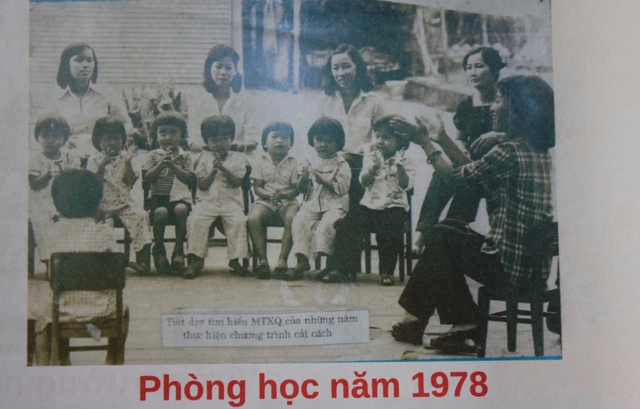 Tiết dạy tìm hiểu MTXQ của những năm
thực hiện chương trình cải cách
Phòng học năm 1978